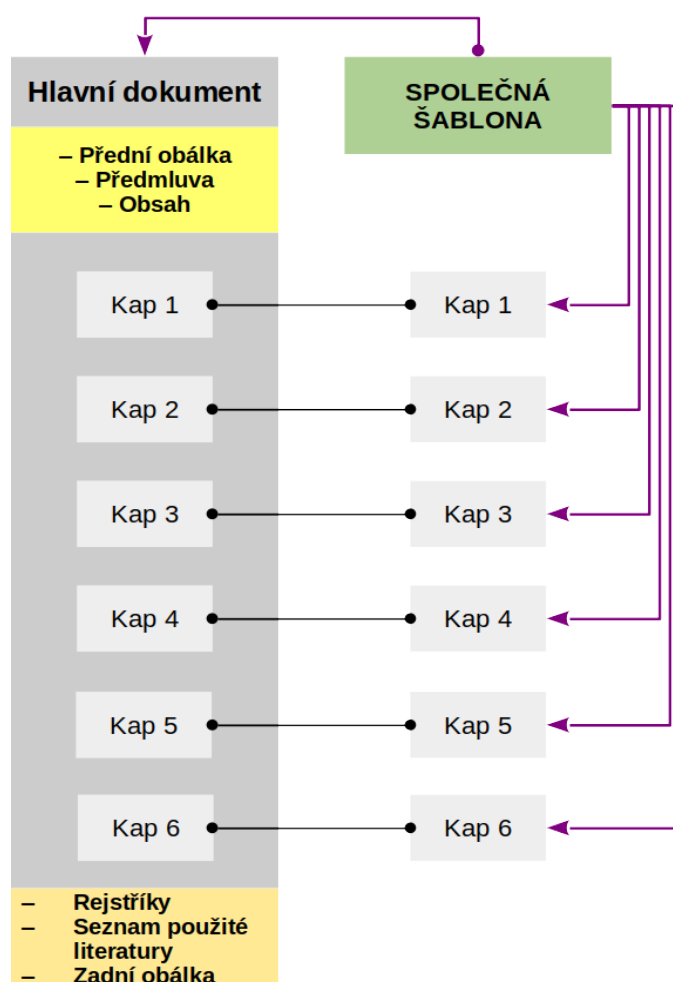 Hlavní dokument
SPOLEČNÁ
ŠABLONA
– Přední obálka
– Předmluva
– Obsah
Kap 1
Kap 1
Kap 2
Kap 2
Kap 3
Kap 3
Kap 4
Kap 4
Kap 5
Kap 5
Kap 6
Kap 6
– Rejstříky
– Seznam použité
literatury
– Zadní obálka